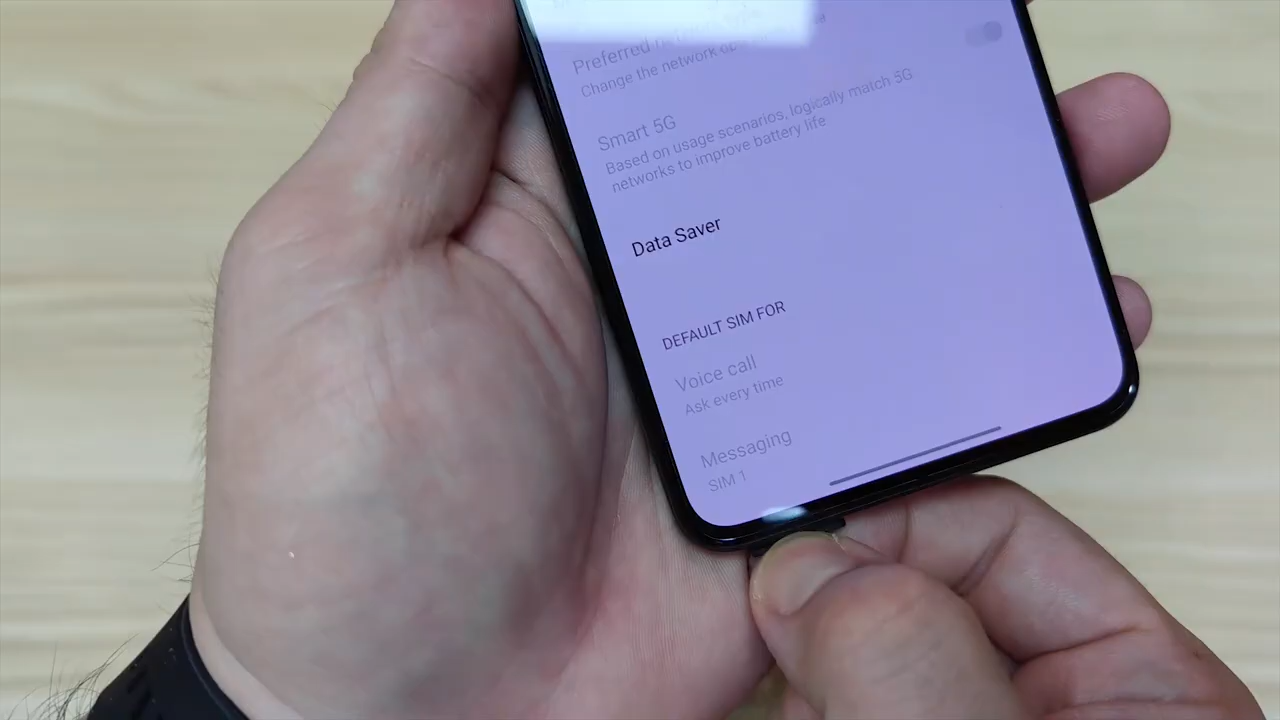 Preferred
Change the network
Smart 5G
Based on usage scenarios, logically match 5G
networks to improve battery life
Data Saver
DEFAULT SIM FOR
Voice call
Ask every time
Messaging
SIM 1